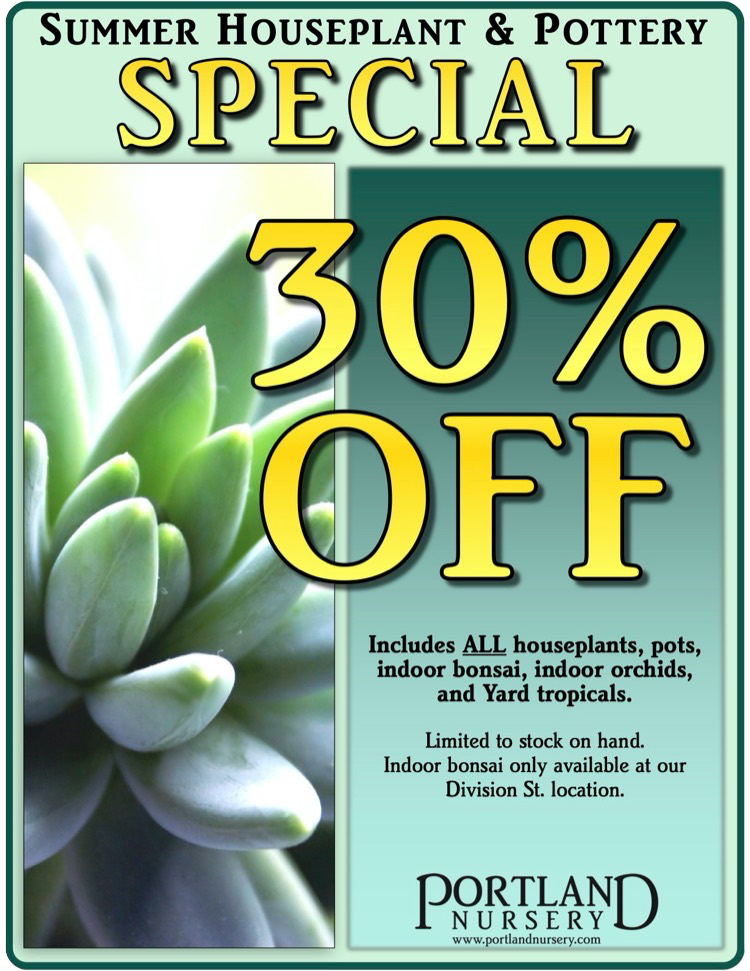 Summer Houseplant & Pottery
SPECIAL
30%
OFF
Includes ALL houseplants, pots,
indoor bonsai, indoor orchids,
and Yard tropicals.
Limited to stock on hand.
Indoor bonsai only available at our
Division St. location.
PORTLAND
NURSERY
www.portlandnursery.com